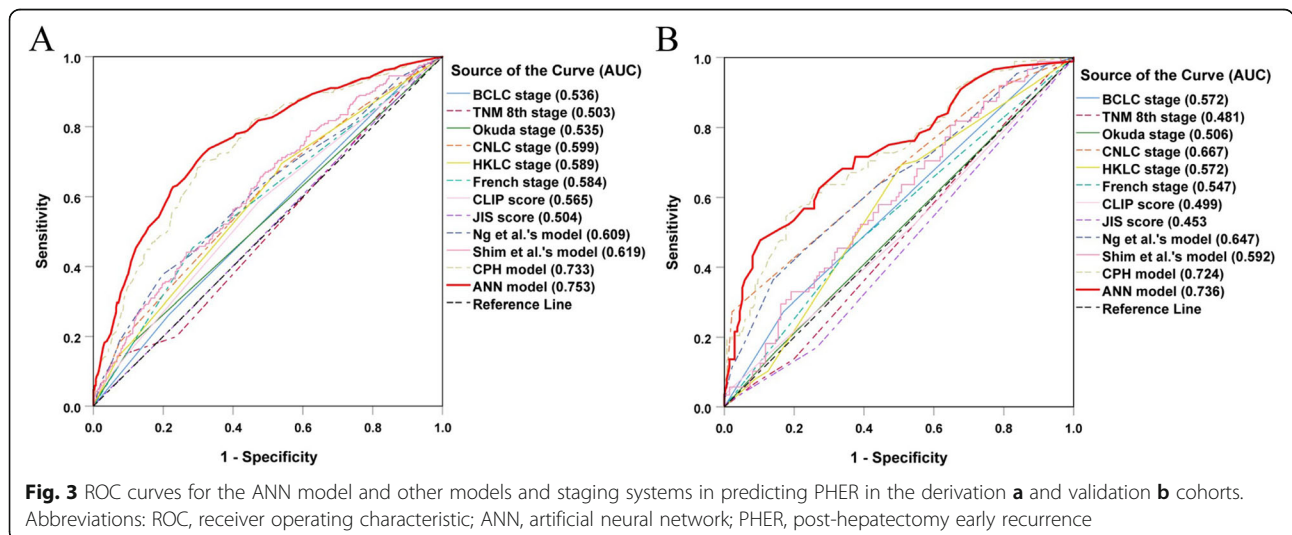 A
1.0
0.8
0.6
0.4
0.2
0.0
Sensitivity
0.0 0.2 0.4 0.6 0.8 1.0
1 - Specificity
Source of the Curve (AUC)
BCLC stage (0.536)
TNM 8th stage (0.503)
Okuda stage (0.535)
CNLC stage (0.599)
HKLC stage (0.589)
French stage (0.584)
CLIP score (0.565)
JIS score (0.504)
Ng et al.'s model (0.609)
Shim et al.'s model (0.619)
CPH model (0.733)
ANN model (0.753)
Reference Line
B
1.0
0.8
0.6
0.4
0.2
0.0
Sensitivity
0.0 0.2 0.4 0.6 0.8 1.0
1 - Specificity
Source of the Curve (AUC)
BCLC stage (0.572)
TNM 8th stage (0.481)
Okuda stage (0.506)
CNLC stage (0.667)
HKLC stage (0.572)
French stage (0.547)
CLIP score (0.499)
JIS score (0.453
Ng et al.'s model (0.647)
Shim et al.'s model (0.592)
CPH model (0.724)
ANN model (0.736)
Reference Line
Fig. 3 ROC curves for the ANN model and other models and staging systems in predicting PHER in the derivation a and validation b cohorts.
Abbreviations: ROC, receiver operating characteristic; ANN, artificial neural network; PHER, post-hepatectomy early recurrence